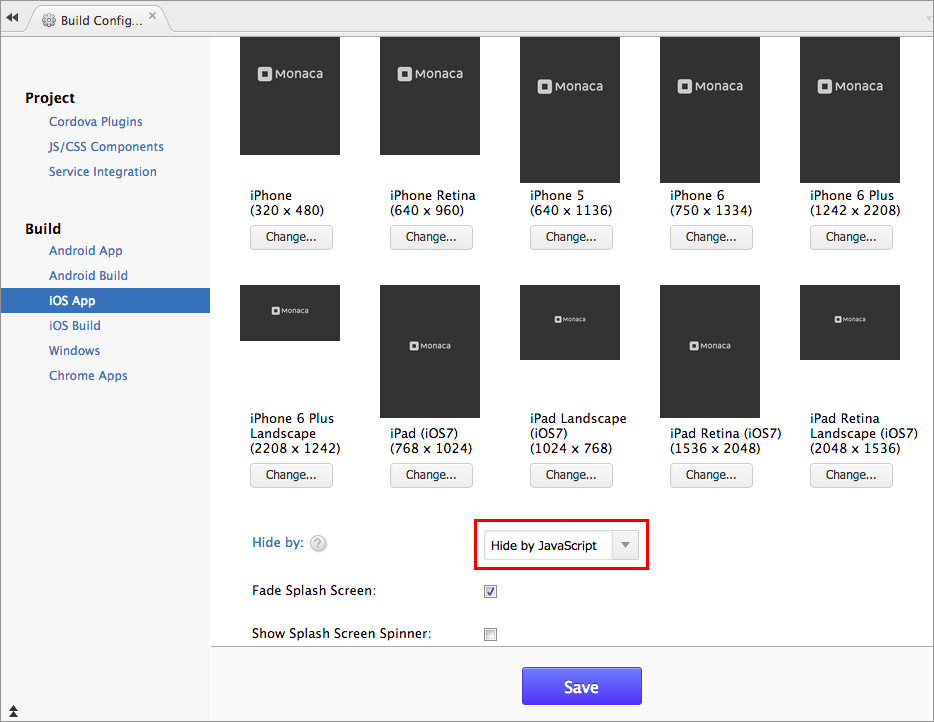 Build Config...
Project
Cordova Plugins
JS/CSS Components
Service Integration
Build
Android App
Android Build
iOS App
iOS Build
Windows
Chrome Apps
Monaca
Monaca
Monaca
Monaca
Monaca
iPhone
(320 x 480)
Change...
iPhone Retina
(640 x 960)
Change...
iPhone 5
(640 x 1136)
Change...
iPhone 6
(750 x 1334)
Change...
iPhone 6 Plus
(1242 x 2208)
Change...
Monaca
Monaca
Monaca
Monaca
Monaca
iPhone 6 Plus
Landscape
(2208 x 1242)
Change...
iPad (iOS7)
(768 x 1024)
Change...
iPad Landscape
(iOS7)
(1024 x 768)
Change...
iPad Retina (iOS7)
(1536 x 2048)
Change...
iPad Retina
Landscape (iOS7)
(2048 x 1536)
Change...
Hide by: ?
Hide by JavaScript
Fade Splash Screen:
Show Splash Screen Spinner:
Save